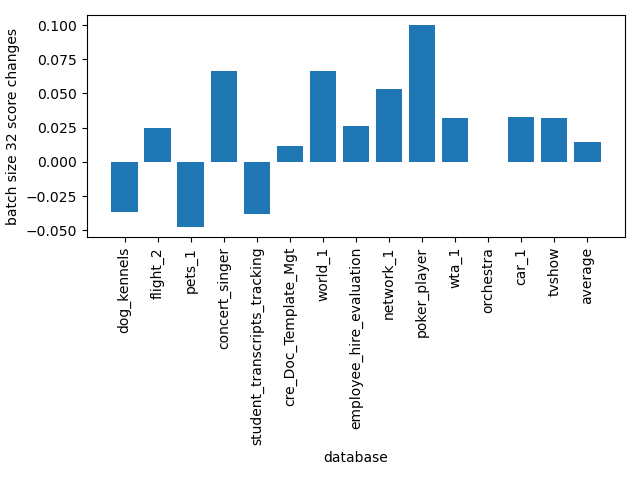 batch size 32 score changes
0.100
0.075
0.050
0.025
0.000
−0.025
−0.050
dog_kennels
flight_2
pets_1
concert_singer
student_transcripts_tracking
cre_Doc_Template_Mgt
world_1
employee_hire_evaluation
network_1
poker_player
wta_1
orchestra
car_1
tvshow
average
database